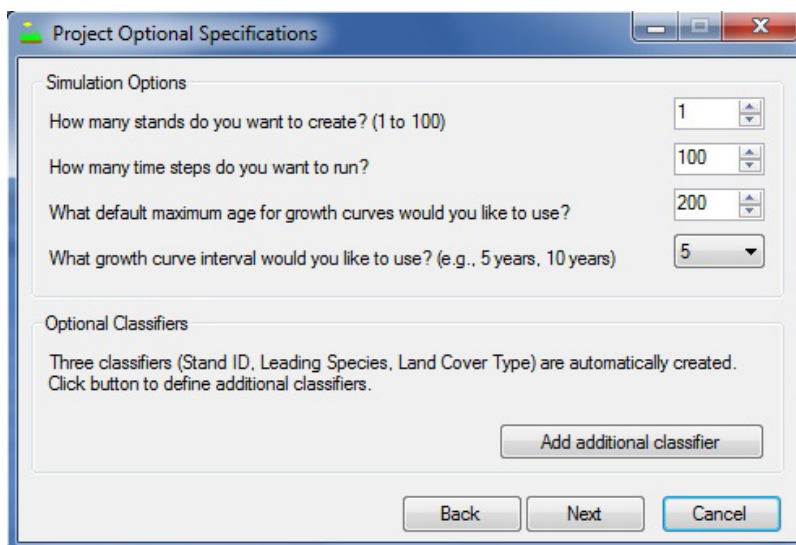 Project Optional Specifications
Simulation Options
How many stands do you want to create? (1 to 100)
1
How many time steps do you want to run?
100
What default maximum age for growth curves would you like to use?
200
What growth curve interval would you like to use? (e.g., 5 years, 10 years)
5
Optional Classifiers
Three classifiers (Stand ID, Leading Species, Land Cover Type) are automatically created.
Click button to define additional classifiers.
Add additional classifier
Back
Next
Cancel